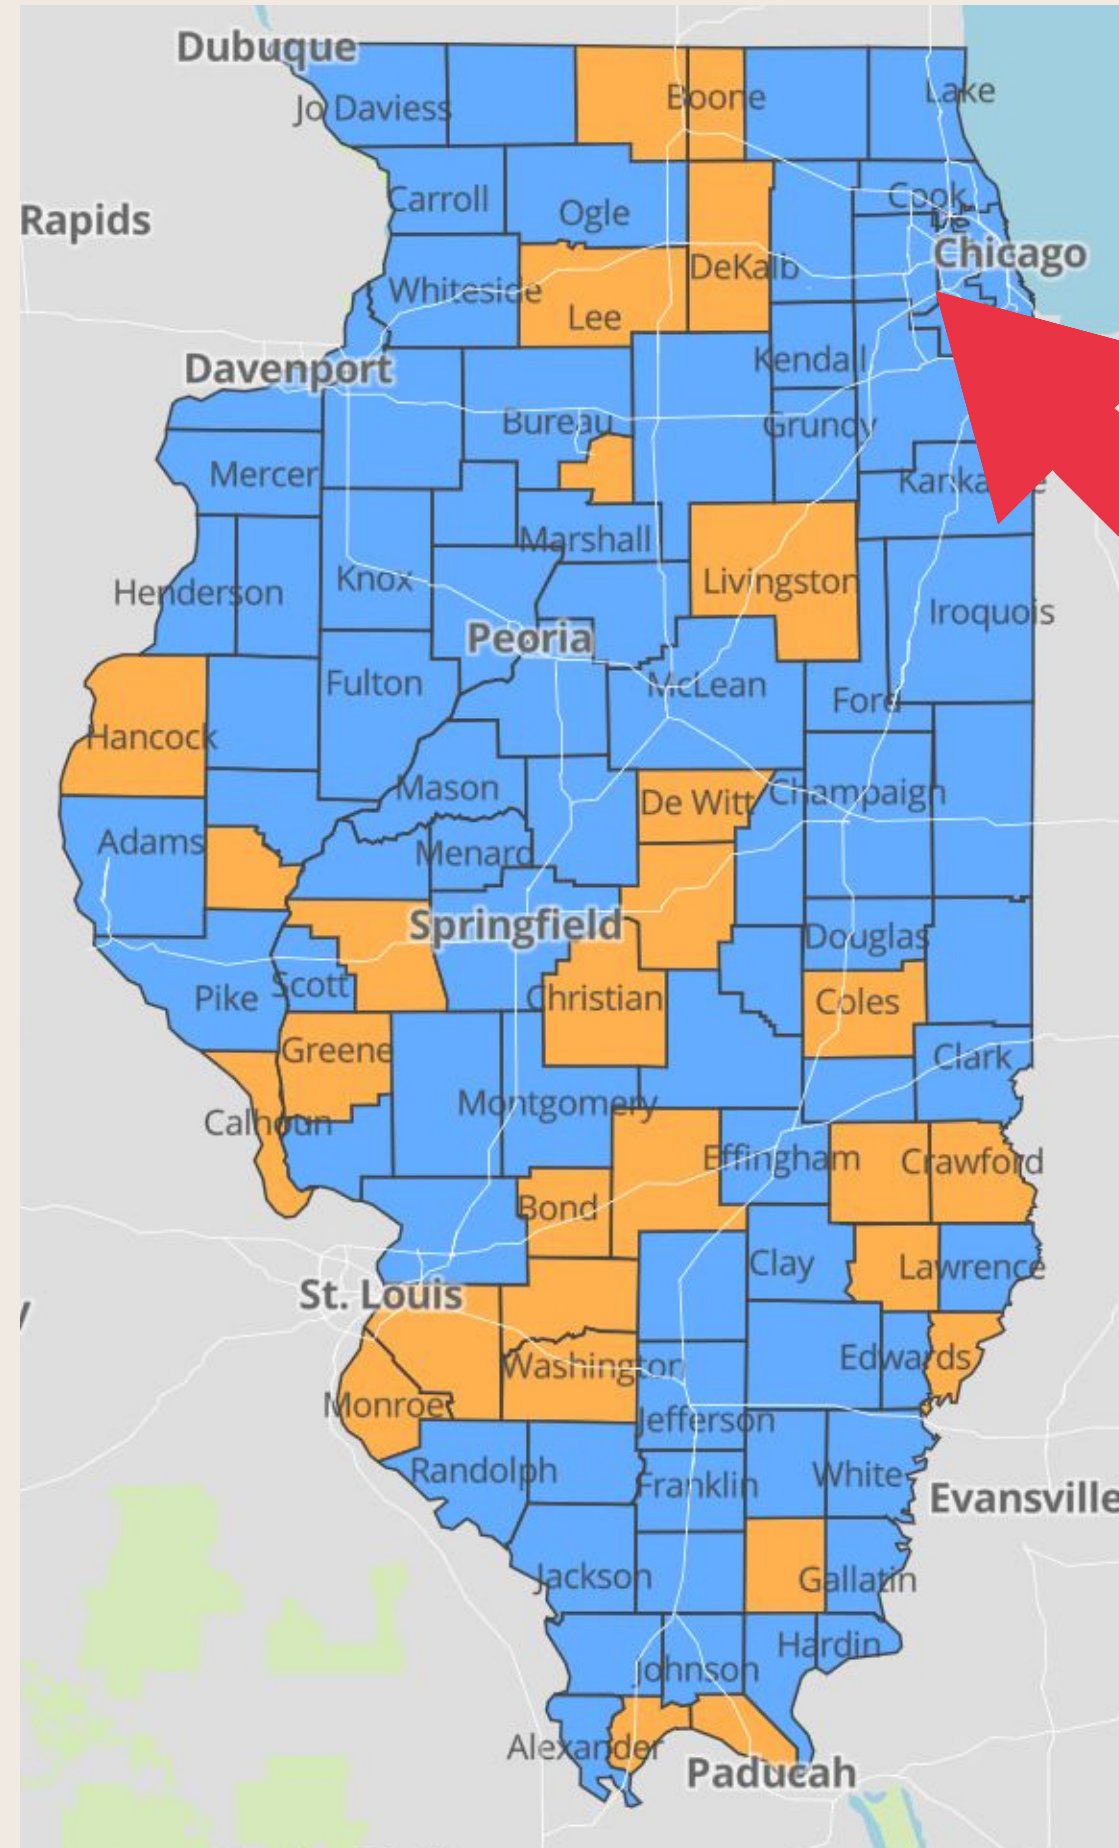 Dubuque
Jo Daviess
Boone
Lake
Carroll
Ogle
Cook
Rapids
Chicago
DeKalb
Whiteside
Lee
Davenport
Kendall
Bureau
Grundy
Mercer
Marshall
Knox
Livingston
Henderson
Iroquois
Peoria
Fulton
McLean
Ford
Hancock
Mason
De Witt
Champaign
Adams
Menard
Springfield
Douglas
Pike
Scott
Christian
Coles
Greene
Clark
Montgomery
Calhoun
Effingham
Crawford
Bond
Clay
Lawrence
St. Louis
Washington
Edwards
Monroe
Jefferson
Randolph
Franklin
White
Evansville
Jackson
Gallatin
Hardin
Johnson
Alexander
Paducah